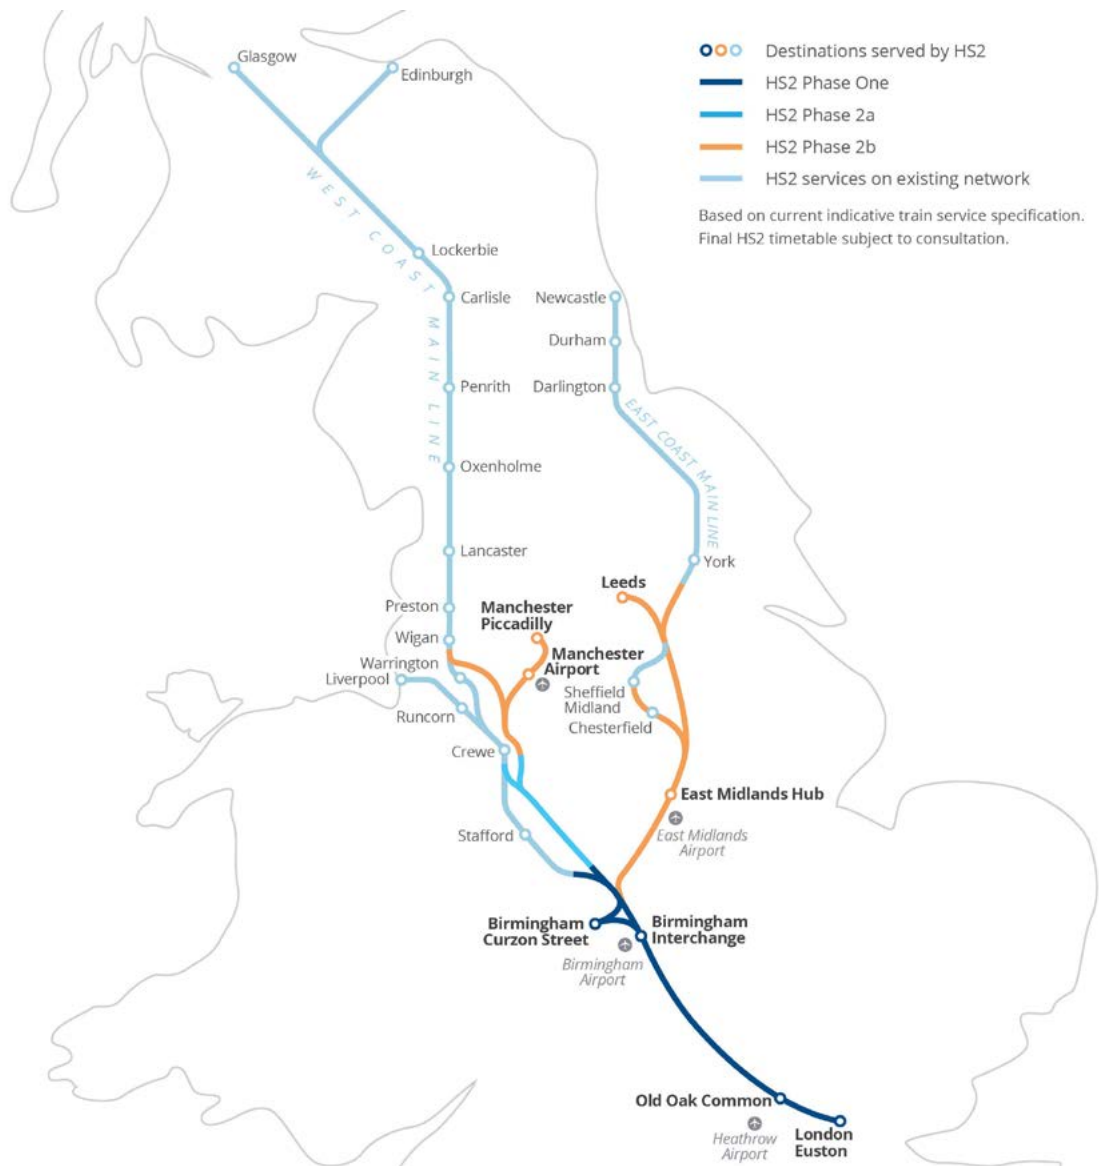 Glasgow
Edinburgh
Destinations served by HS2
HS2 Phase One
HS2 Phase 2a
HS2 Phase 2b
HS2 services on existing network
Based on current indicative train service specification.
Final HS2 timetable subject to consultation.
WEST COAST MAIN LINE
Lockerbie
Carlisle
Newcastle
Durham
Penrith
Darlington
EAST COAST MAIN LINE
Oxenholme
Lancaster
York
Leeds
Preston
Manchester
Piccadilly
Wigan
Manchester
Airport
Warrington
Liverpool
Sheffield
Midland
Runcorn
Chesterfield
Crewe
East Midlands Hub
East Midlands
Airport
Stafford
Birmingham
Curzon Street
Birmingham
Interchange
Birmingham
Airport
Old Oak Common
London
Euston
Heathrow
Airport